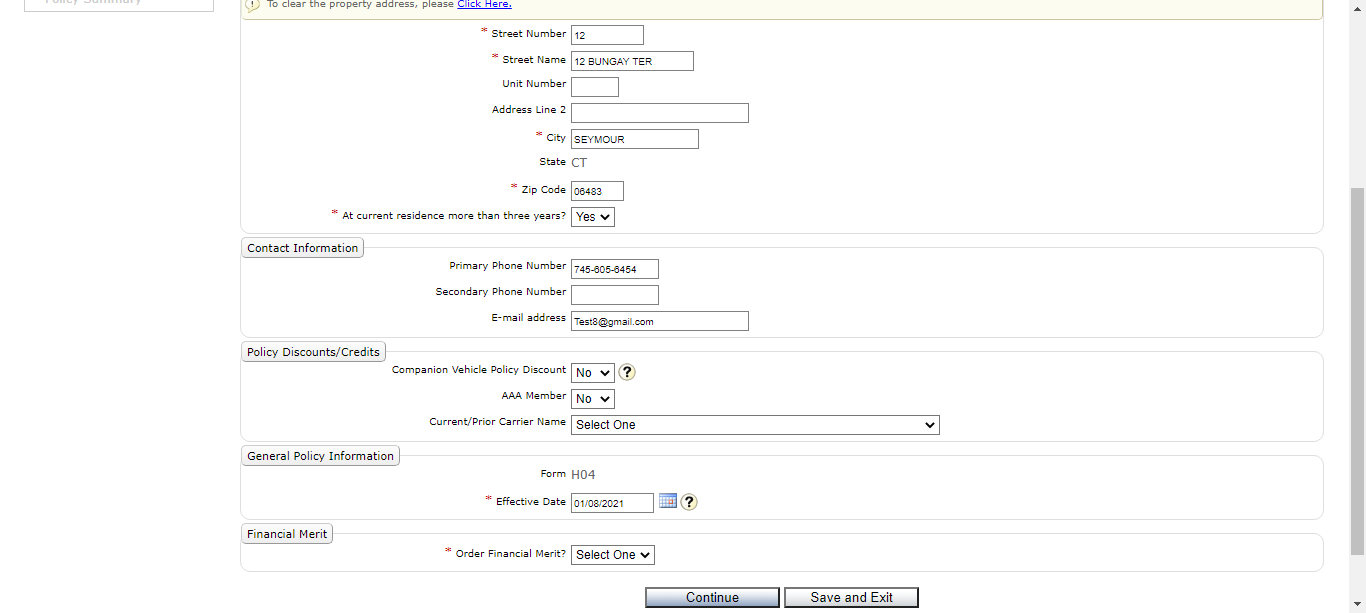 Policy Summary
To clear the property address, please Click Here.
* Street Number 12
* Street Name 12 BUNGAY TER
Unit Number
Address Line 2
* City SEYMOUR
State CT
* Zip Code 06483
* At current residence more than three years? Yes
Contact Information
Primary Phone Number 745-605-6454
Secondary Phone Number
E-mail address Test8@gmail.com
Policy Discounts/Credits
Companion Vehicle Policy Discount No ?
AAA Member No
Current/Prior Carrier Name Select One
General Policy Information
Form H04
* Effective Date 01/08/2021 ?
Financial Merit
* Order Financial Merit? Select One
Continue Save and Exit